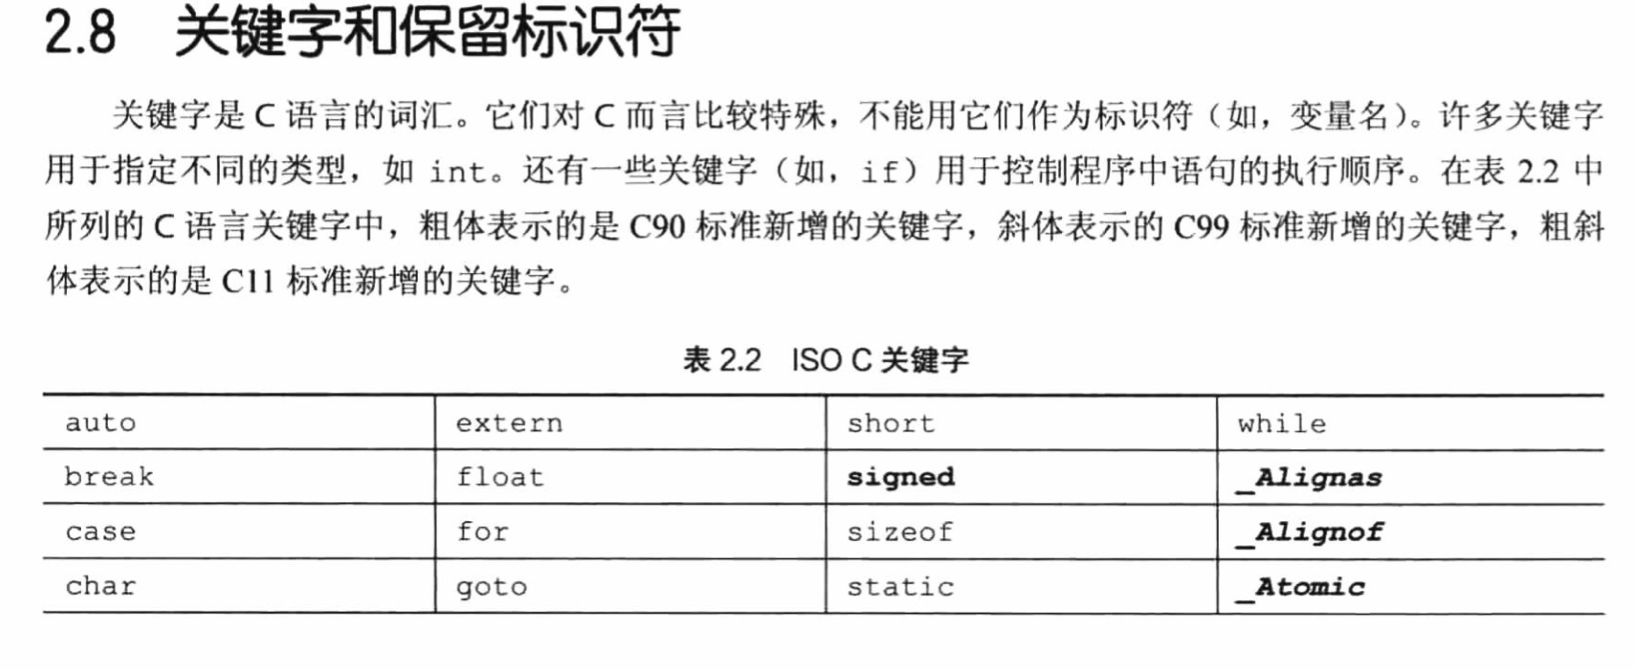 2.8 关键字和保留标识符
关键字是 C 语言的词汇。它们对 C 而言比较特殊，不能用它们作为标识符（如，变量名）。许多关键字
用于指定不同的类型，如 int。还有一些关键字（如，if）用于控制程序中语句的执行顺序。在表 2.2 中
所列的 C 语言关键字中，粗体表示的是 C90 标准新增的关键字，斜体表示的 C99 标准新增的关键字，粗斜
体表示的是 C11 标准新增的关键字。
表 2.2 ISO C 关键字
auto extern short while
break float signed _Alignas
case for sizeof _Alignof
char goto static _Atomic